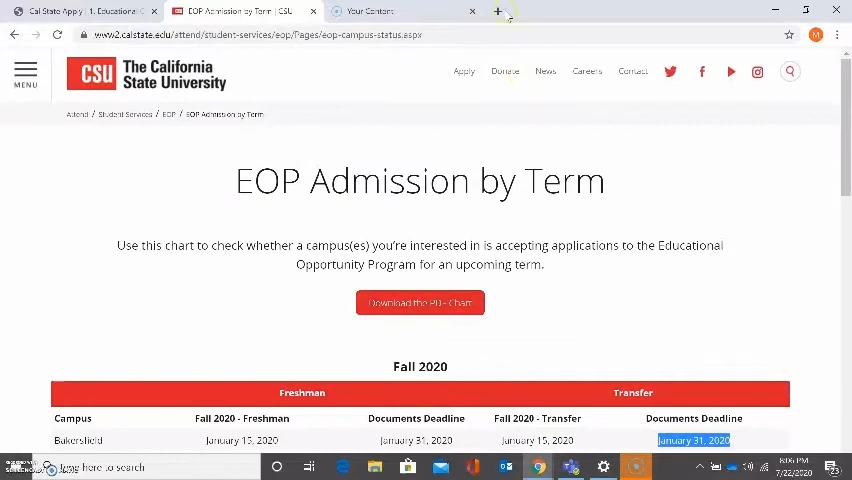 Cal State Apply | 1. Educational O
EOP Admission by Term | CSU
Your Content
www2.calstate.edu/attend/student-services/eop/Pages/eop-campus-status.aspx
M
MENU
CSU The California State University
Apply Donate News Careers Contact
Attend / Student Services / EOP / EOP Admission by Term
EOP Admission by Term
Use this chart to check whether a campus(es) you're interested in is accepting applications to the Educational
Opportunity Program for an upcoming term.
Download the PDF Chart
Fall 2020
Freshman Transfer
Campus Fall 2020 - Freshman Documents Deadline Fall 2020 - Transfer Documents Deadline
Bakersfield January 15, 2020 January 31, 2020 January 15, 2020 January 31, 2020
Type here to search
8:06 PM
7/22/2020